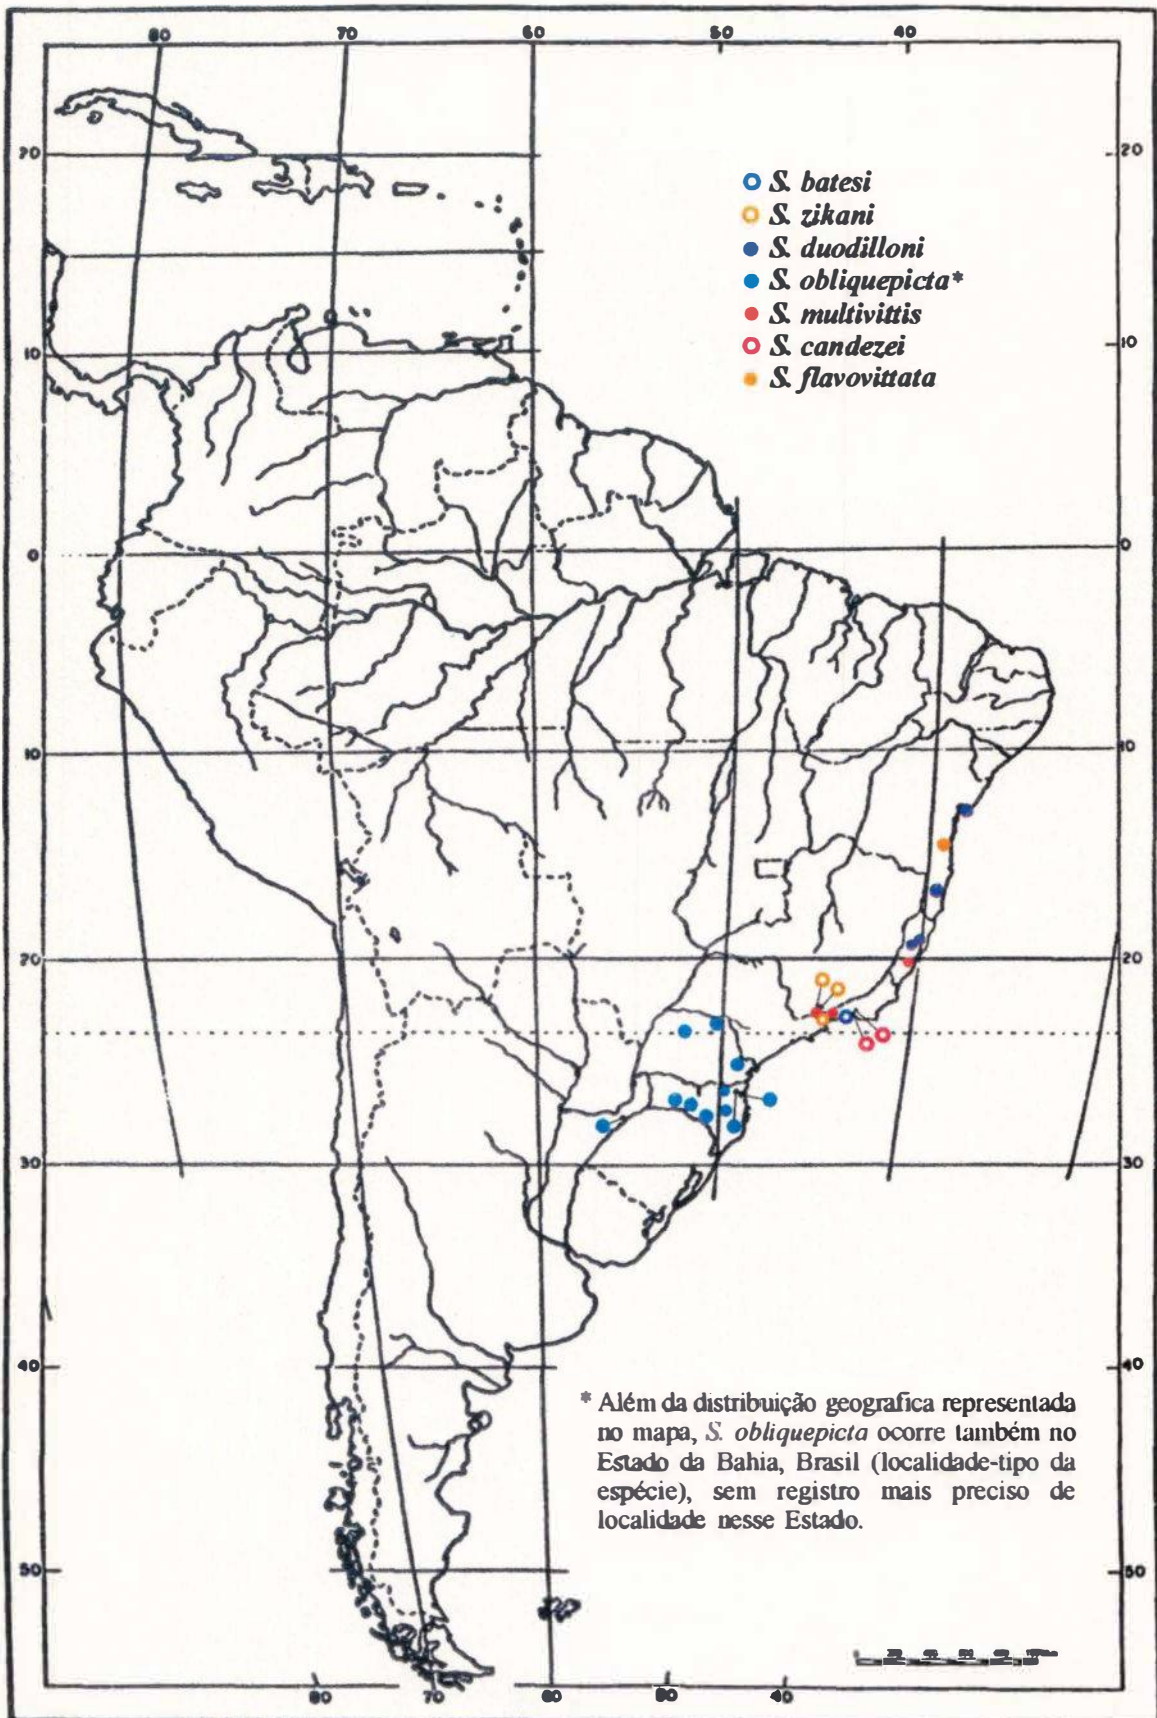 80 70 60 50 40
20 20
S. batesi
S. zikani
S. duodilloni
S. obliquepicta*
S. multivittis
S. candezei
S. flavovittata
10 10
0 0
10 10
20 20
30 30
40 40
* Além da distribuição geografica representada
no mapa, S. obliquepicta ocorre também no
Estado da Bahia, Brasil (localidade-tipo da
espécie), sem registro mais preciso de
localidade nesse Estado.
50 50
80 70 60 50 40